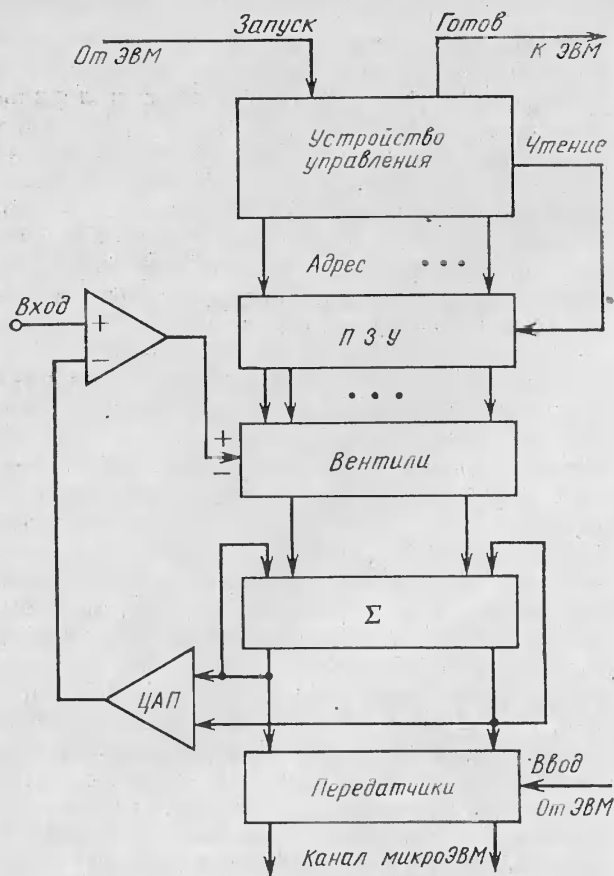 Запуск
Готов
От ЭВМ
К ЭВМ
Устройство
управления
Чтение
Адрес
Вход
+
−
П З У
+
−
Вентили
Σ
ЦАП
Передатчики
Ввод
От ЭВМ
Канал микроЭВМ